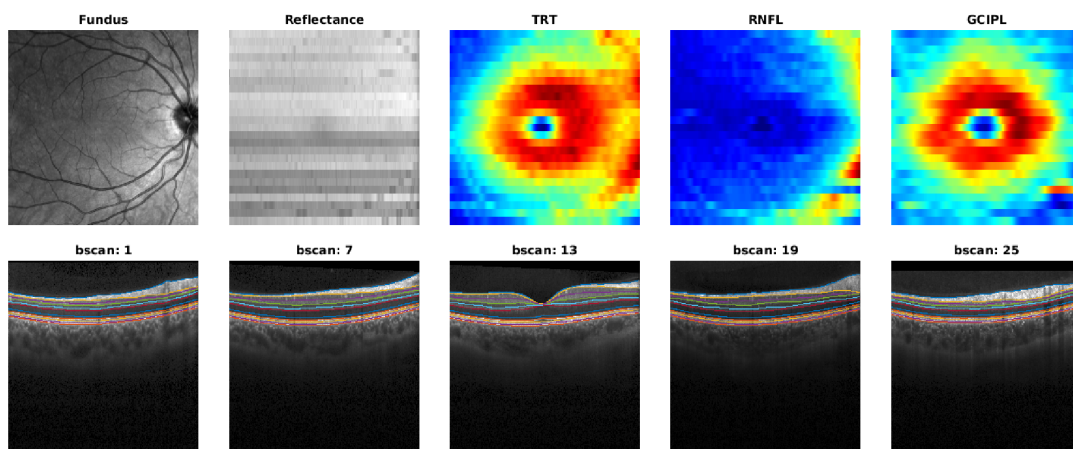 Fundus
Reflectance
TRT
RNFL
GCIPL
bscan: 1
bscan: 7
bscan: 13
bscan: 19
bscan: 25